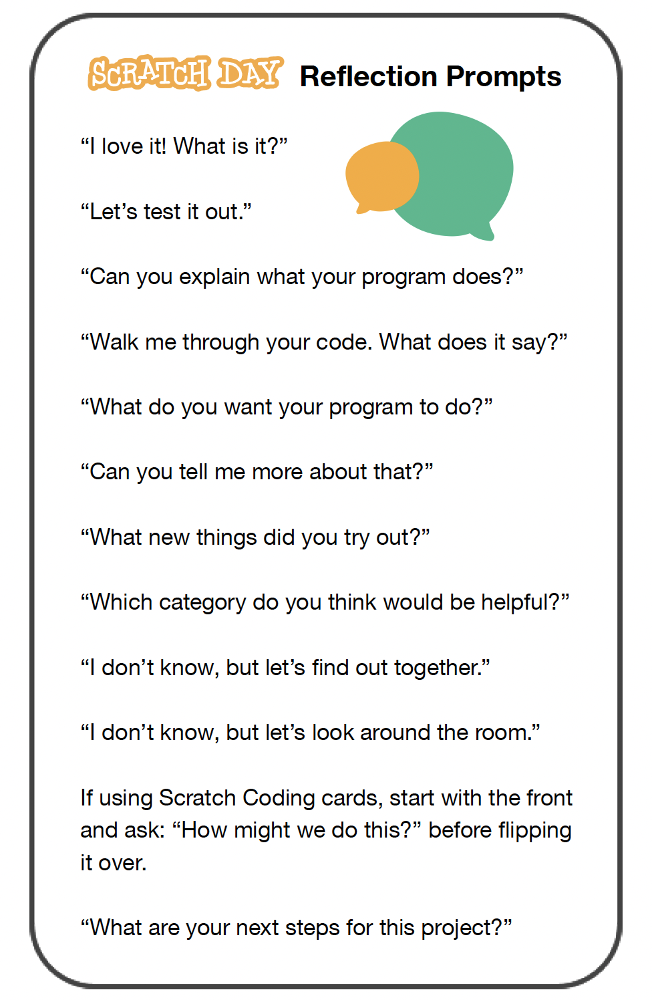 SCRATCH DAY Reflection Prompts
“I love it! What is it?”
“Let’s test it out.”
“Can you explain what your program does?”
“Walk me through your code. What does it say?”
“What do you want your program to do?”
“Can you tell me more about that?”
“What new things did you try out?”
“Which category do you think would be helpful?”
“I don’t know, but let’s find out together.”
“I don’t know, but let’s look around the room.”
If using Scratch Coding cards, start with the front
and ask: “How might we do this?” before flipping
it over.
“What are your next steps for this project?”